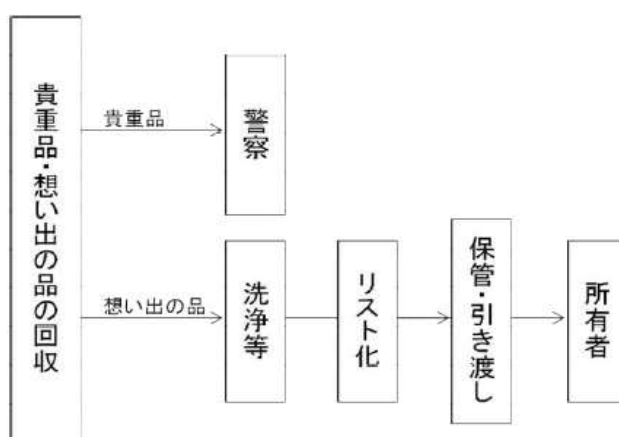 貴重品・想い出の品の回収
貴重品
警察
想い出の品
洗浄等
リスト化
保管・引き渡し
所有者